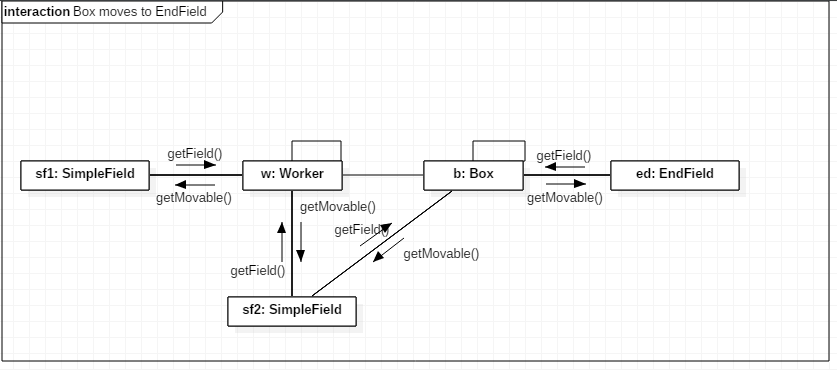 interaction Box moves to EndField
getField()
getField()
sf1: SimpleField
w: Worker
b: Box
ed: EndField
getMovable()
getMovable()
getMovable()
getField()
getMovable()
getField()
sf2: SimpleField